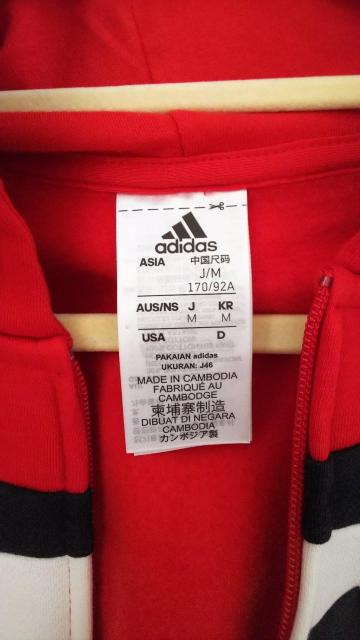 adidas
ASIA 中国尺码
J/M
170/92A
AUS/NS J KR
M M
USA D
PAKAIAN adidas
UKURAN: J46
MADE IN CAMBODIA
FABRIQUÉ AU
CAMBODGE
柬埔寨制造
DIBUAT DI NEGARA
CAMBODIA
カンボジア製